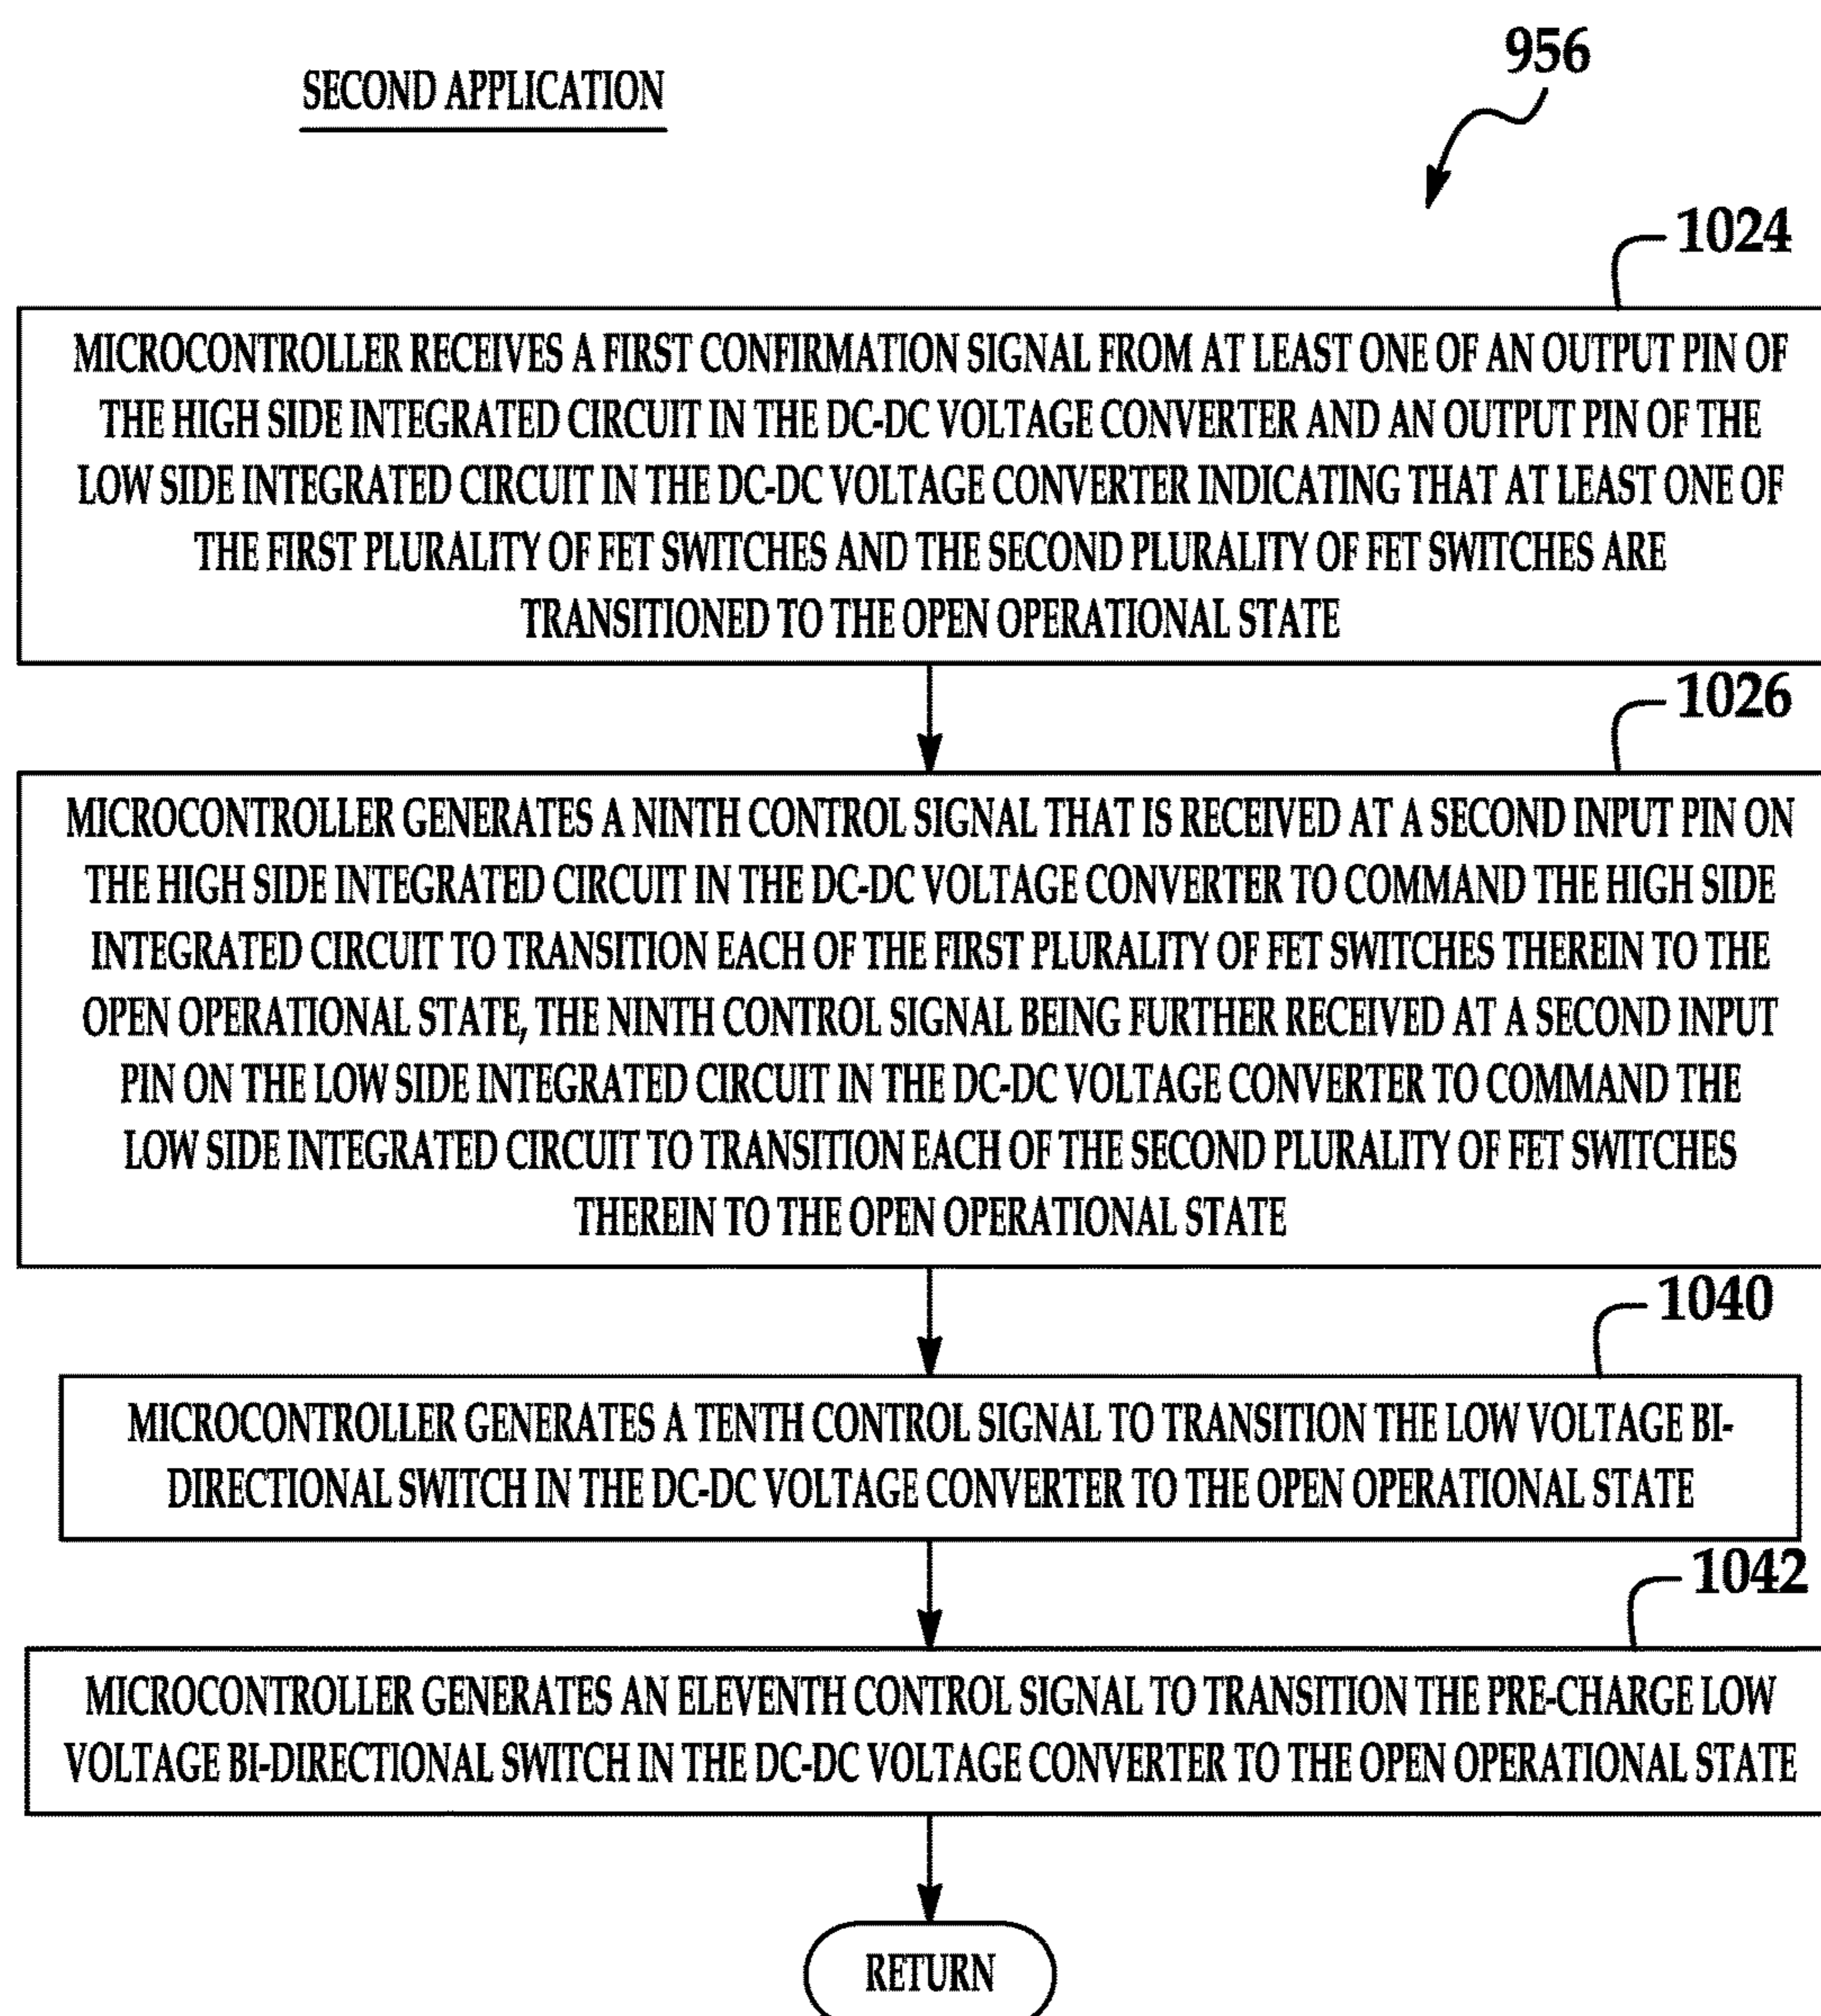 SECOND APPLICATION
956
1024
MICROCONTROLLER RECEIVES A FIRST CONFIRMATION SIGNAL FROM AT LEAST ONE OF AN OUTPUT PIN OF
THE HIGH SIDE INTEGRATED CIRCUIT IN THE DC-DC VOLTAGE CONVERTER AND AN OUTPUT PIN OF THE
LOW SIDE INTEGRATED CIRCUIT IN THE DC-DC VOLTAGE CONVERTER INDICATING THAT AT LEAST ONE OF
THE FIRST PLURALITY OF FET SWITCHES AND THE SECOND PLURALITY OF FET SWITCHES ARE
TRANSITIONED TO THE OPEN OPERATIONAL STATE
1026
MICROCONTROLLER GENERATES A NINTH CONTROL SIGNAL THAT IS RECEIVED AT A SECOND INPUT PIN ON
THE HIGH SIDE INTEGRATED CIRCUIT IN THE DC-DC VOLTAGE CONVERTER TO COMMAND THE HIGH SIDE
INTEGRATED CIRCUIT TO TRANSITION EACH OF THE FIRST PLURALITY OF FET SWITCHES THEREIN TO THE
OPEN OPERATIONAL STATE, THE NINTH CONTROL SIGNAL BEING FURTHER RECEIVED AT A SECOND INPUT
PIN ON THE LOW SIDE INTEGRATED CIRCUIT IN THE DC-DC VOLTAGE CONVERTER TO COMMAND THE
LOW SIDE INTEGRATED CIRCUIT TO TRANSITION EACH OF THE SECOND PLURALITY OF FET SWITCHES
THEREIN TO THE OPEN OPERATIONAL STATE
1040
MICROCONTROLLER GENERATES A TENTH CONTROL SIGNAL TO TRANSITION THE LOW VOLTAGE BI-
DIRECTIONAL SWITCH IN THE DC-DC VOLTAGE CONVERTER TO THE OPEN OPERATIONAL STATE
1042
MICROCONTROLLER GENERATES AN ELEVENTH CONTROL SIGNAL TO TRANSITION THE PRE-CHARGE LOW
VOLTAGE BI-DIRECTIONAL SWITCH IN THE DC-DC VOLTAGE CONVERTER TO THE OPEN OPERATIONAL STATE
RETURN